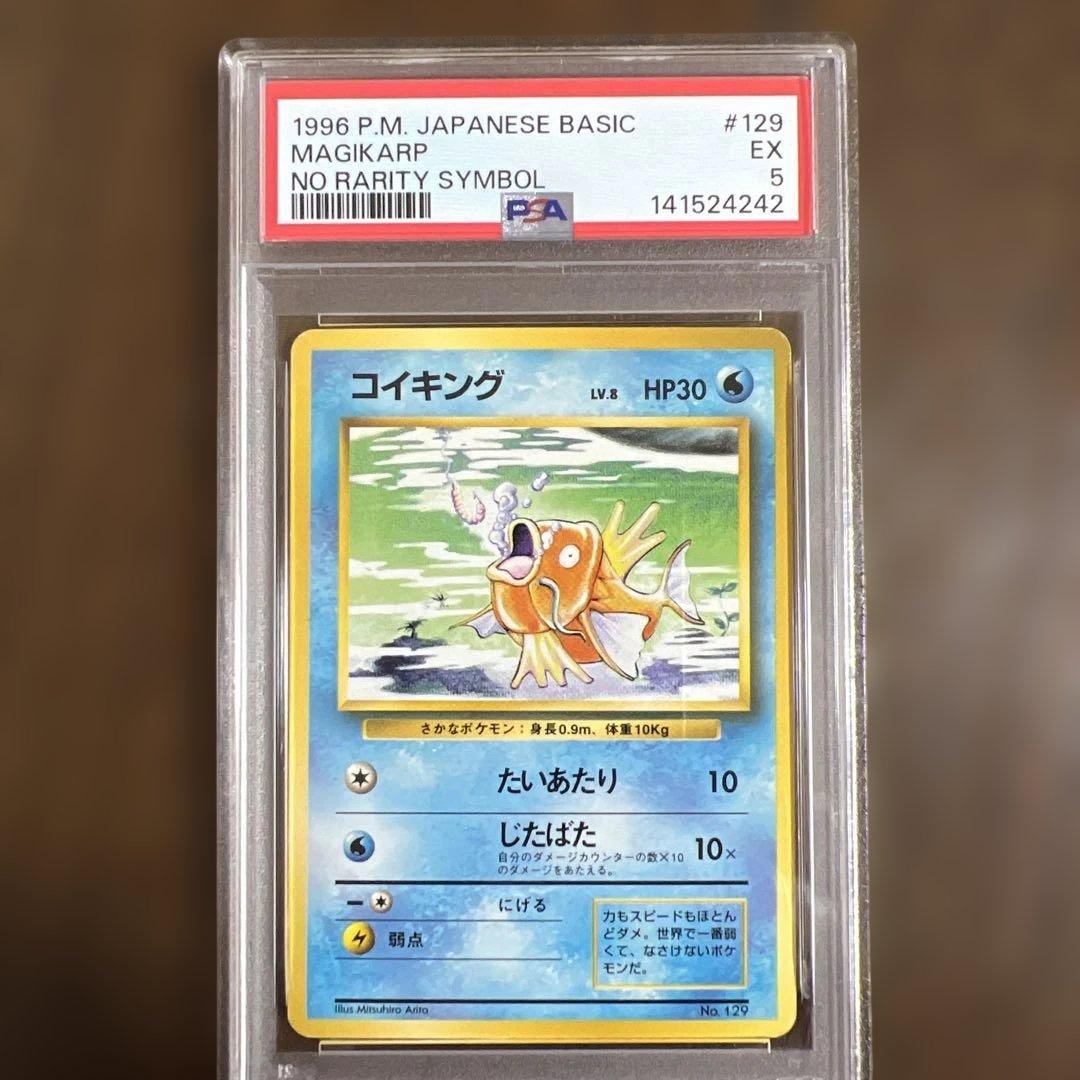 1996 P.M. JAPANESE BASIC #129
MAGIKARP EX
NO RARITY SYMBOL 5
PSA 141524242
コイキング LV.8 HP30
さかなポケモン：身長0.9m、体重10Kg
たいあたり 10
じたばた 10×
自分のダメージカウンターの数×10
のダメージをあたえる。
ー にげる
弱点
力もスピードもほとん
どダメ。世界で一番弱
くて、なさけないポケ
モンだ。
Illus. Mitsuhiro Arita No. 129